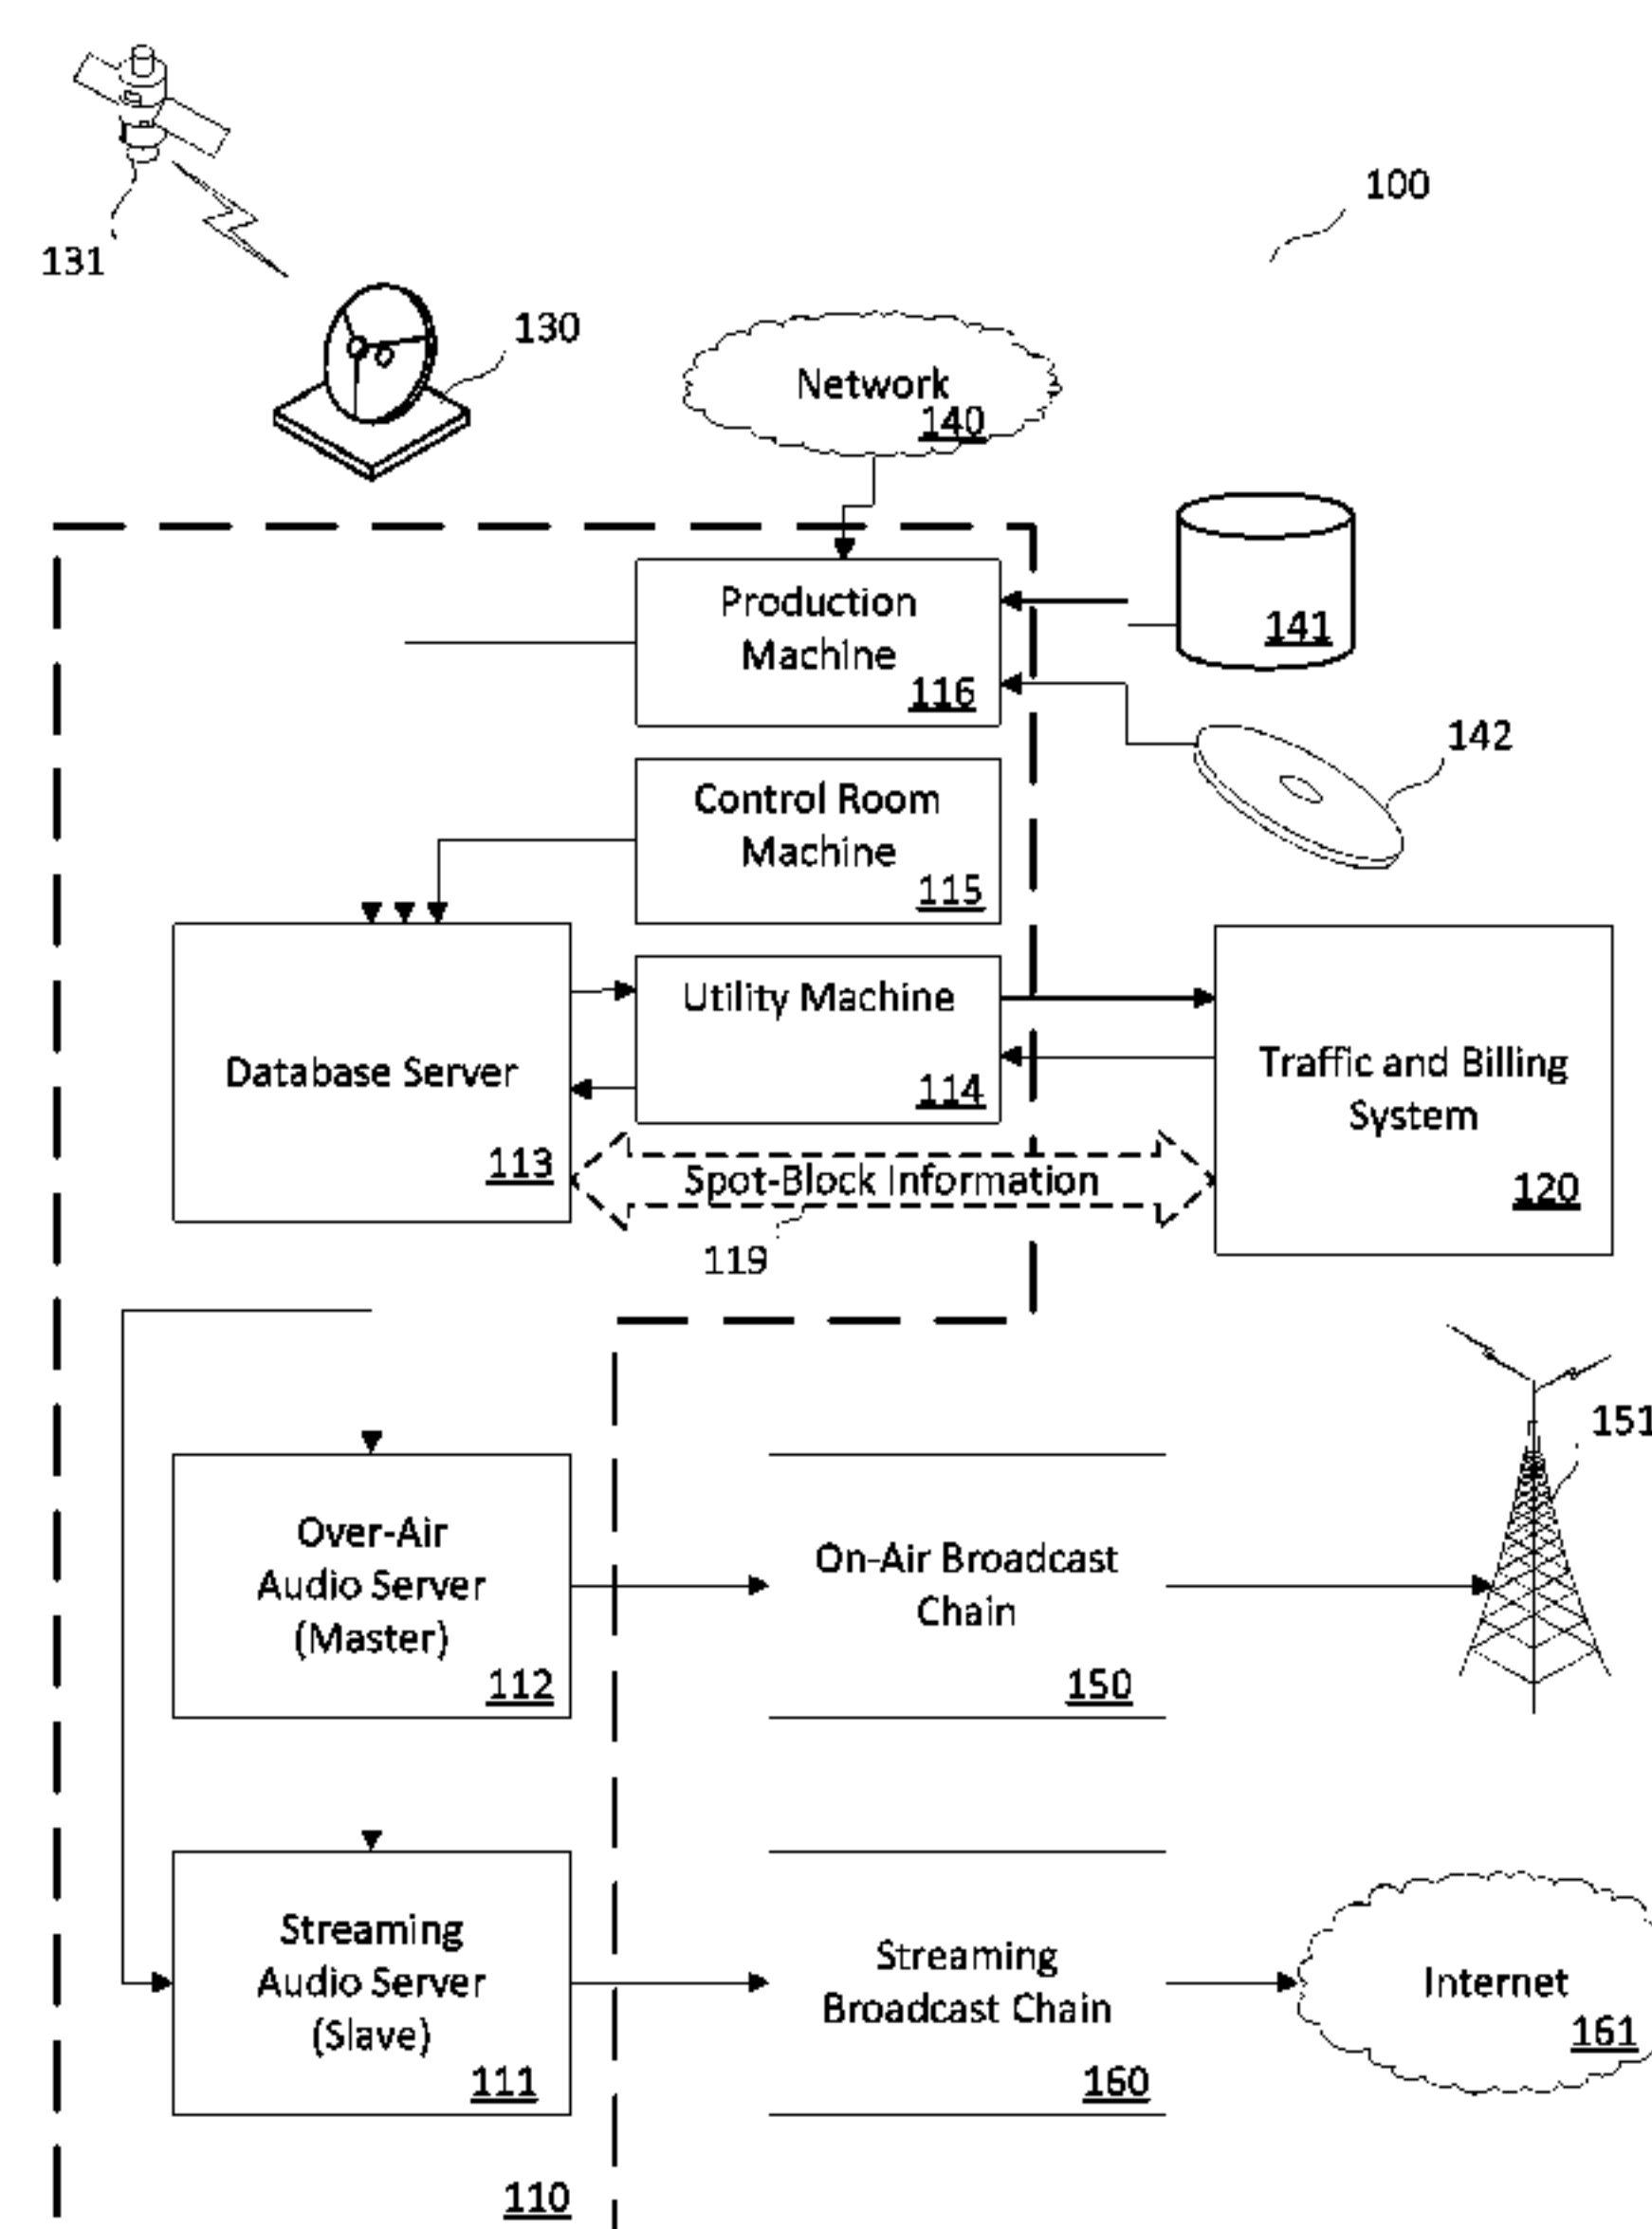 100
131
130
Network
140
Production
Machine
116
141
142
Control Room
Machine
115
Utility Machine
114
Database Server
113
Traffic and Billing
System
120
Spot-Block Information
119
151
Over-Air
Audio Server
(Master)
112
On-Air Broadcast
Chain
150
Streaming
Audio Server
(Slave)
111
Streaming
Broadcast Chain
160
Internet
161
110